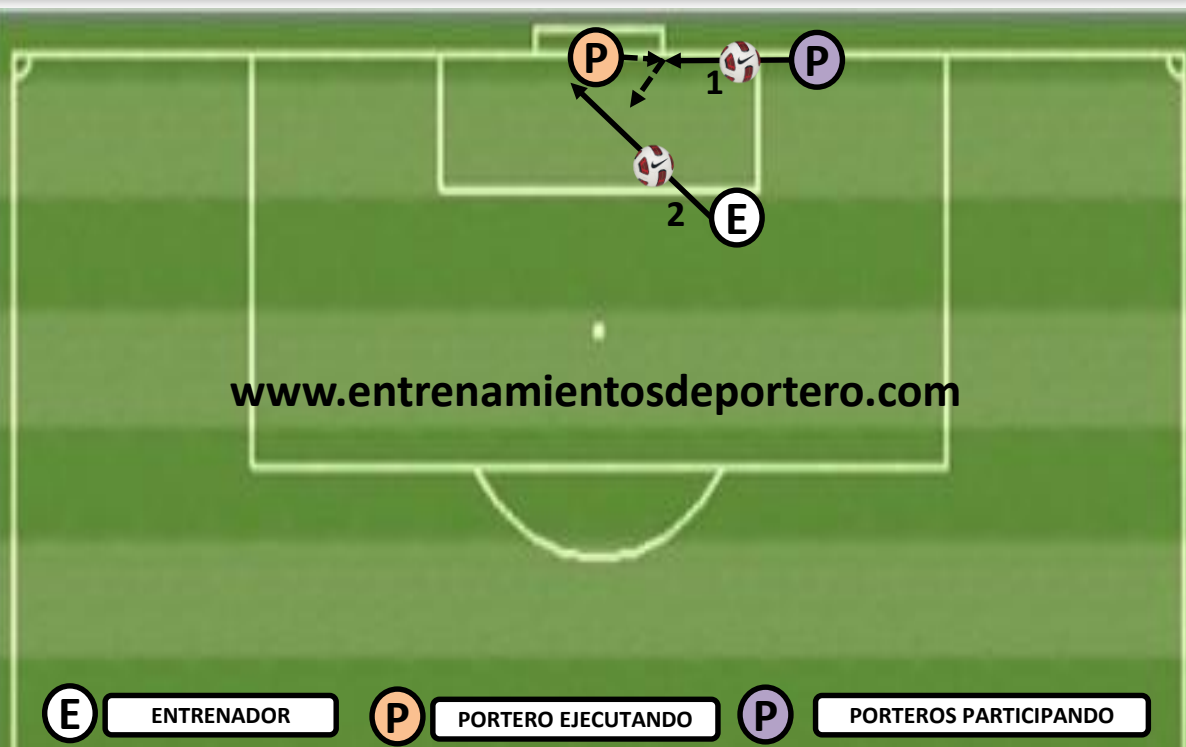 P
P
1
2
E
www.entrenamientosdeportero.com
E ENTRENADOR P PORTERO EJECUTANDO P PORTEROS PARTICIPANDO